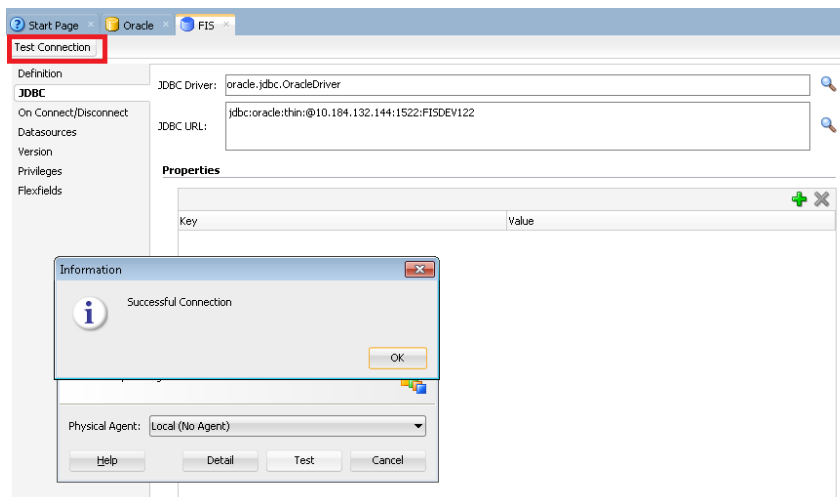 Start Page Oracle FIS
Test Connection
Definition
JDBC
On Connect/Disconnect
Datasources
Version
Privileges
Flexfields
JDBC Driver: oracle.jdbc.OracleDriver
JDBC URL: jdbc:oracle:thin:@10.184.132.144:1522:FISDEV122
Properties
Key Value
Information
Successful Connection
OK
Physical Agent: Local (No Agent)
Help Detail Test Cancel